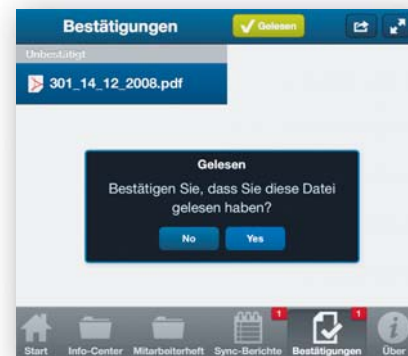 Bestätigungen
Gelesen
Unbestätigt
301_14_12_2008.pdf
Gelesen
Bestätigen Sie, dass Sie diese Datei
gelesen haben?
No
Yes
1
1
Start
Info-Center
Mitarbeiterheft
Sync-Berichte
Bestätigungen
Über